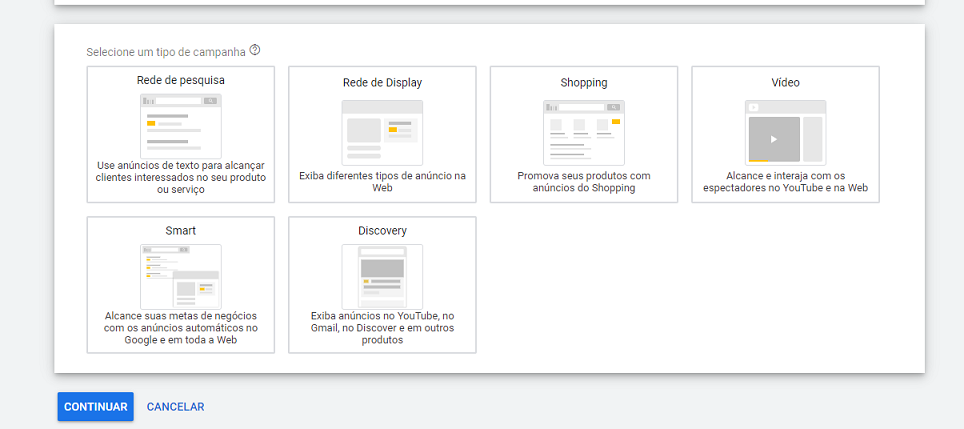 Selecione um tipo de campanha
Rede de pesquisa
Use anúncios de texto para alcançar
clientes interessados no seu produto
ou serviço
Rede de Display
Exiba diferentes tipos de anúncio na
Web
Shopping
Promova seus produtos com
anúncios do Shopping
Vídeo
Alcance e interaja com os
espectadores no YouTube e na Web
Smart
Alcance suas metas de negócios
com os anúncios automáticos no
Google e em toda a Web
Discovery
Exiba anúncios no YouTube, no
Gmail, no Discover e em outros
produtos
CONTINUAR
CANCELAR